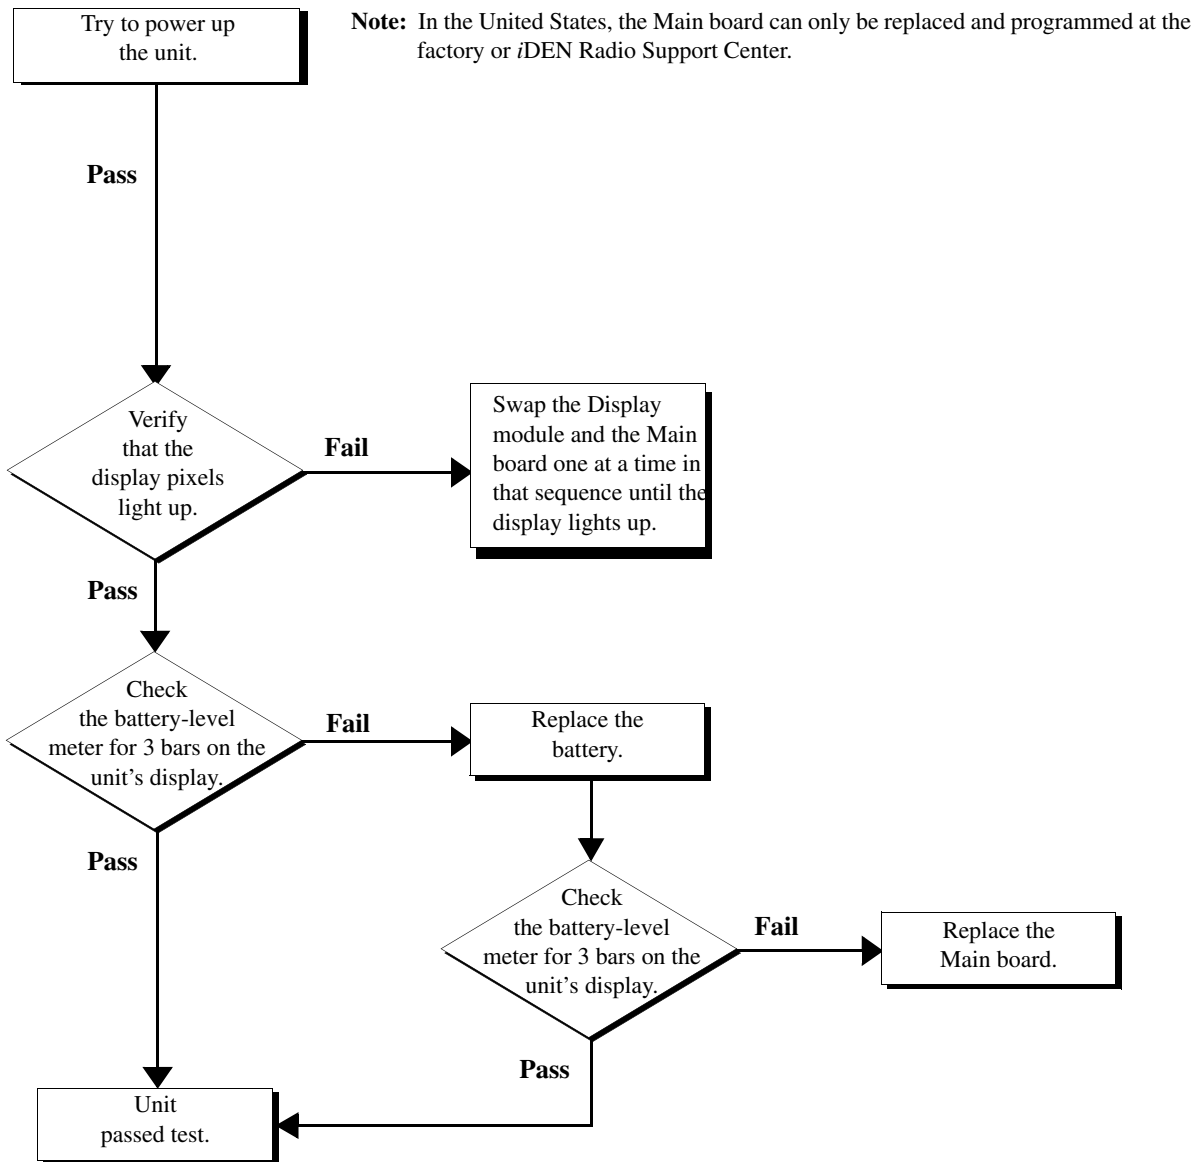 Try to power up
the unit.
Note: In the United States, the Main board can only be replaced and programmed at the
factory or iDEN Radio Support Center.
Pass
Verify
that the
display pixels
light up.
Fail
Swap the Display
module and the Main
board one at a time in
that sequence until the
display lights up.
Pass
Check
the battery-level
meter for 3 bars on the
unit's display.
Fail
Replace the
battery.
Pass
Check
the battery-level
meter for 3 bars on the
unit's display.
Fail
Replace the
Main board.
Pass
Unit
passed test.